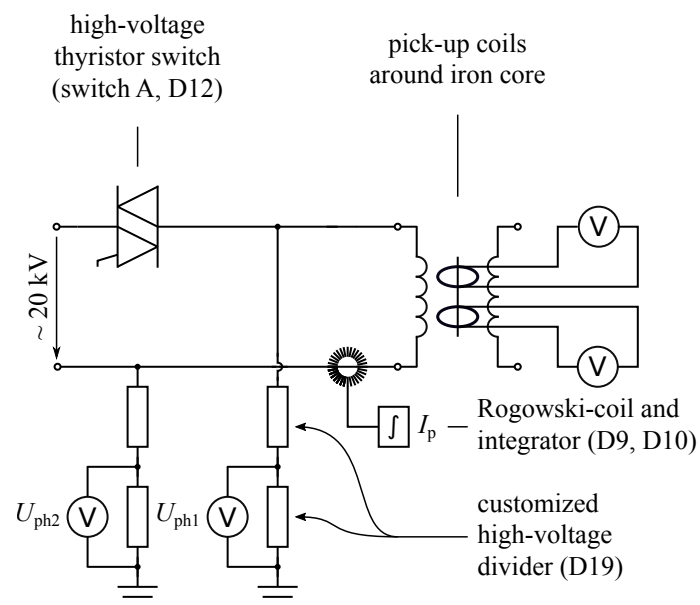 high-voltage
thyristor switch
(switch A, D12)
pick-up coils
around iron core
V
~ 20 kV
V
∫
Iₚ
Rogowski-coil and
integrator (D9, D10)
Uph2
V
Uph1
V
customized
high-voltage
divider (D19)